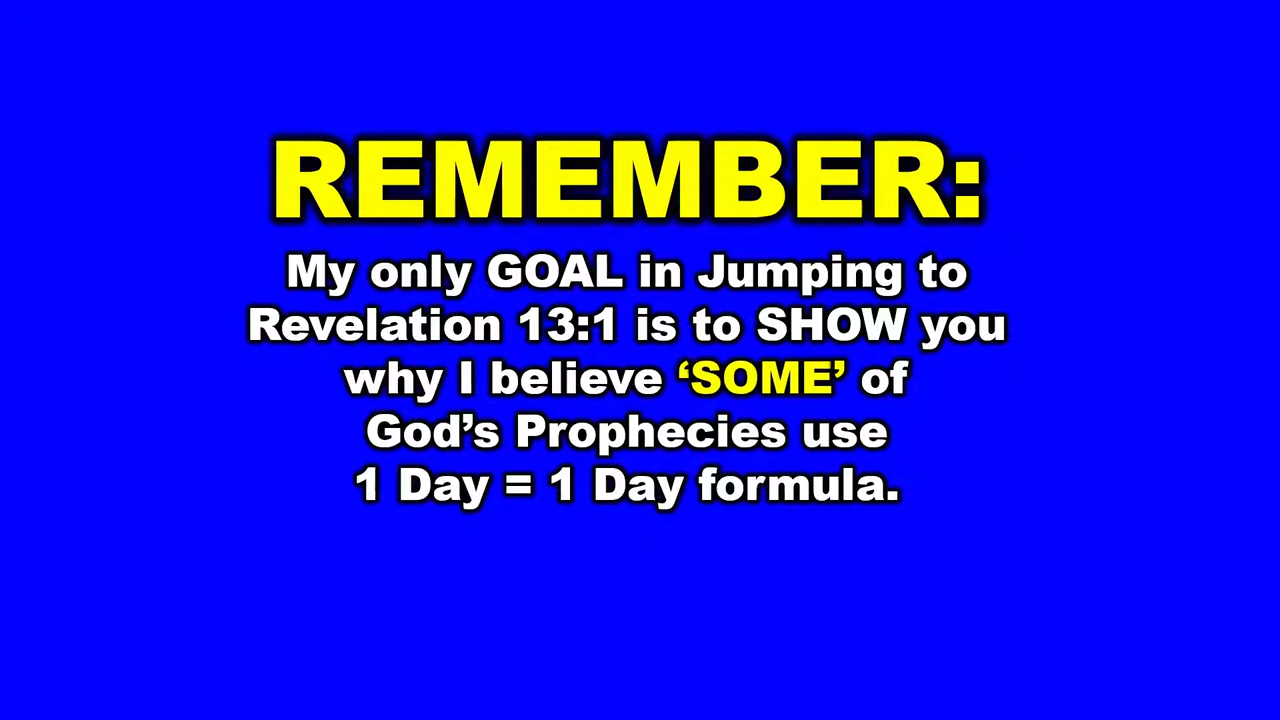 REMEMBER:
My only GOAL in Jumping to
Revelation 13:1 is to SHOW you
why I believe ‘SOME’ of
God’s Prophecies use
1 Day = 1 Day formula.